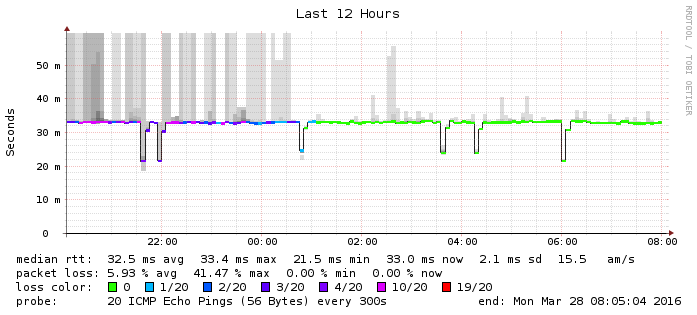 Last 12 Hours
RRDTOOL / TOBI OETIKER
Seconds
50 m
40 m
30 m
20 m
10 m
0
22:00 00:00 02:00 04:00 06:00 08:00
median rtt: 32.5 ms avg 33.4 ms max 21.5 ms min 33.0 ms now 2.1 ms sd 15.5 am/s
packet loss: 5.93 % avg 41.47 % max 0.00 % min 0.00 % now
loss color: 0 1/20 2/20 3/20 4/20 10/20 19/20
probe: 20 ICMP Echo Pings (56 Bytes) every 300s end: Mon Mar 28 08:05:04 2016